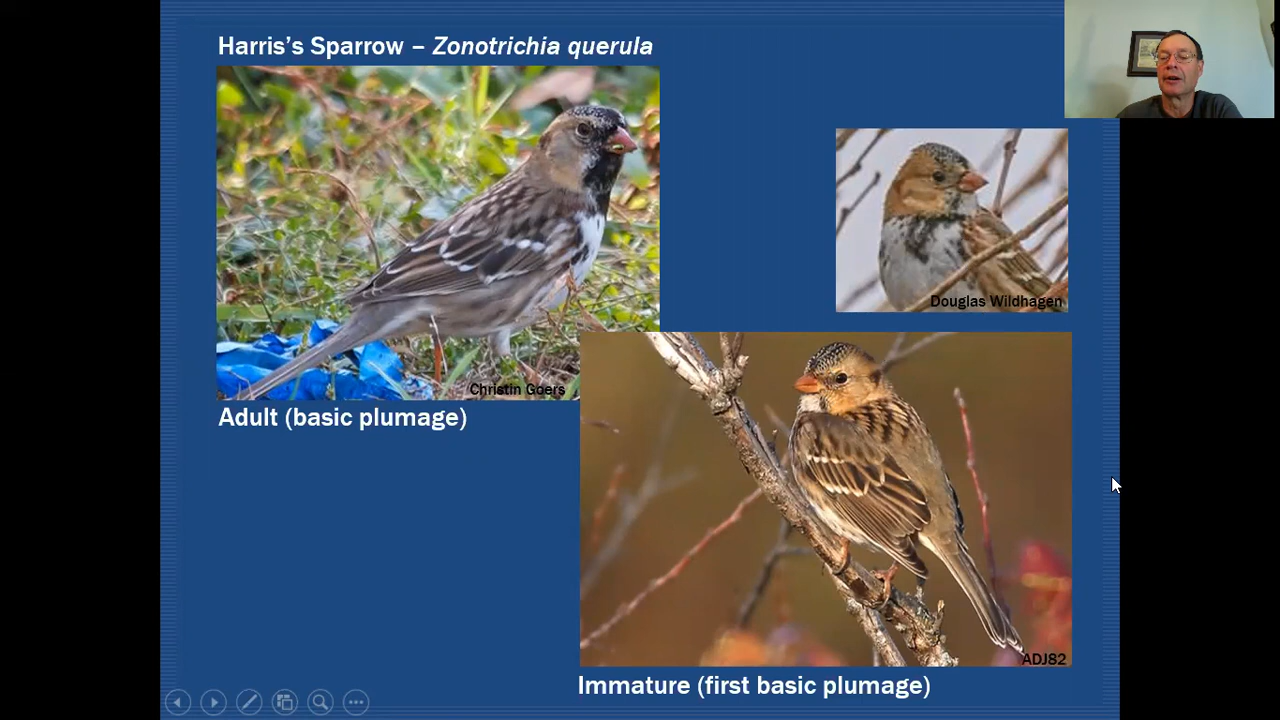 Harris’s Sparrow – Zonotrichia querula
Douglas Wildhagen
Christin Goers
Adult (basic plumage)
ADJ82
Immature (first basic plumage)